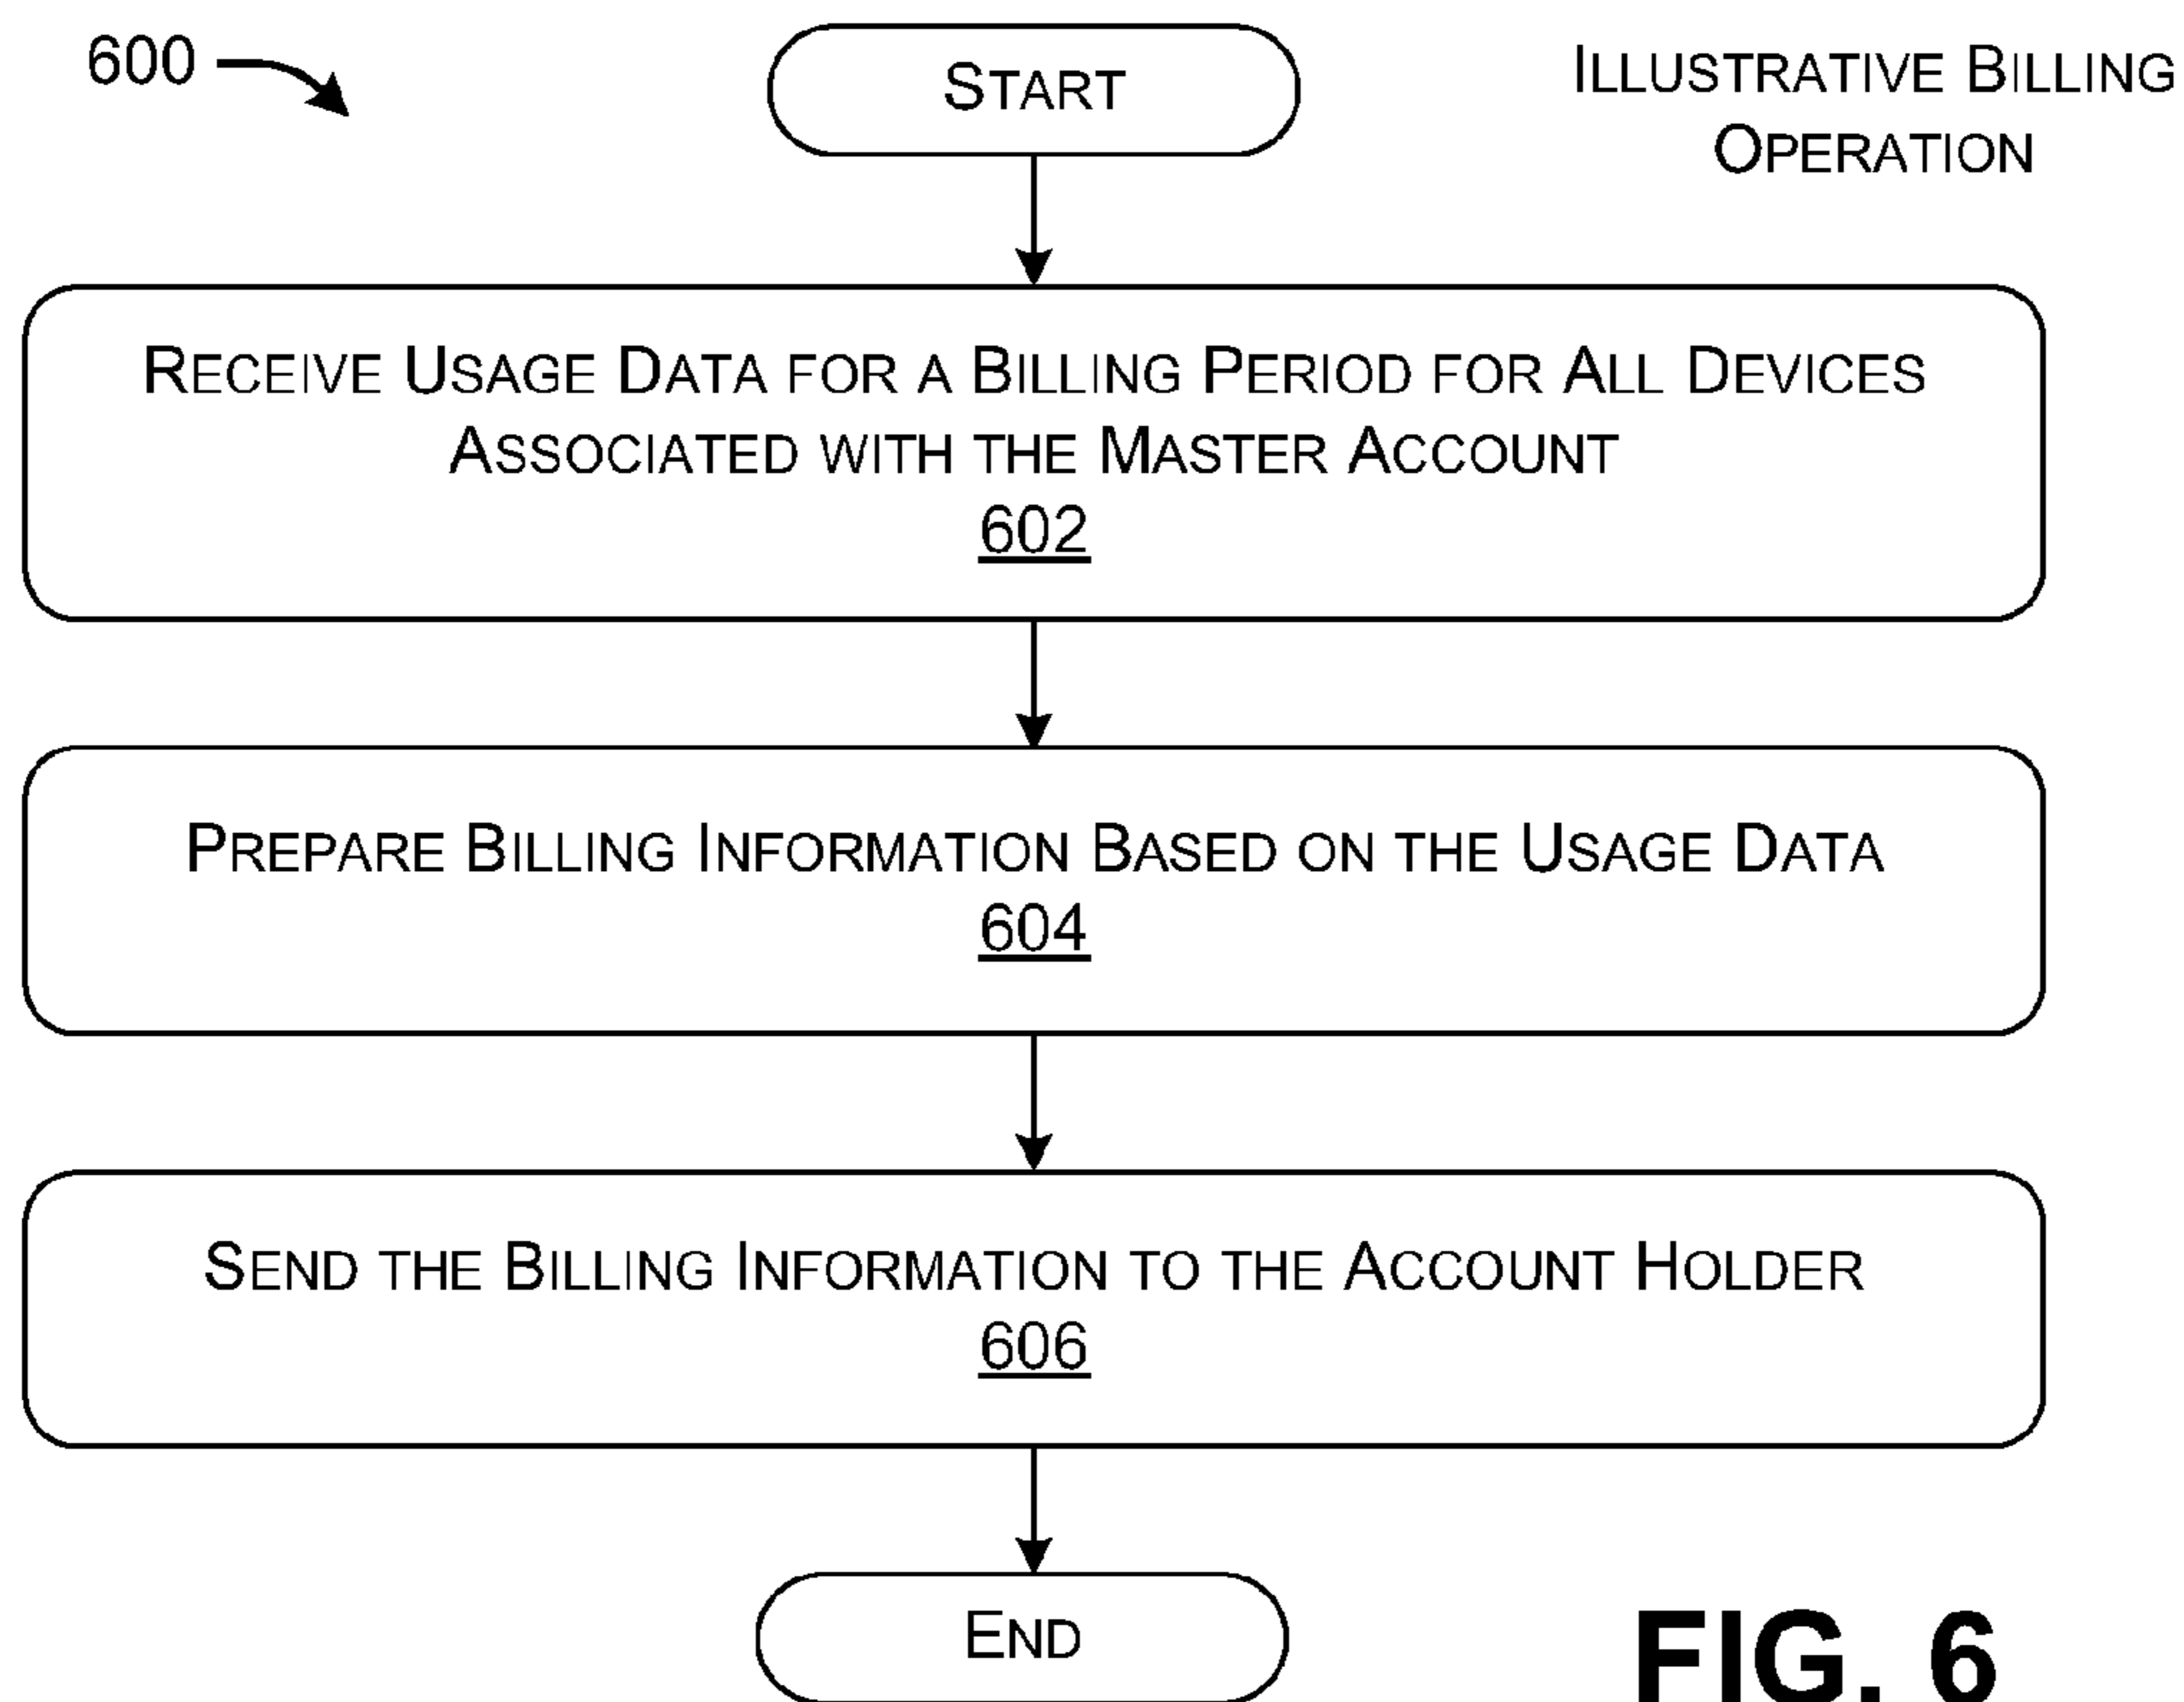 600
START
ILLUSTRATIVE BILLING
OPERATION
RECEIVE USAGE DATA FOR A BILLING PERIOD FOR ALL DEVICES
ASSOCIATED WITH THE MASTER ACCOUNT
602
PREPARE BILLING INFORMATION BASED ON THE USAGE DATA
604
SEND THE BILLING INFORMATION TO THE ACCOUNT HOLDER
606
END
FIG. 6